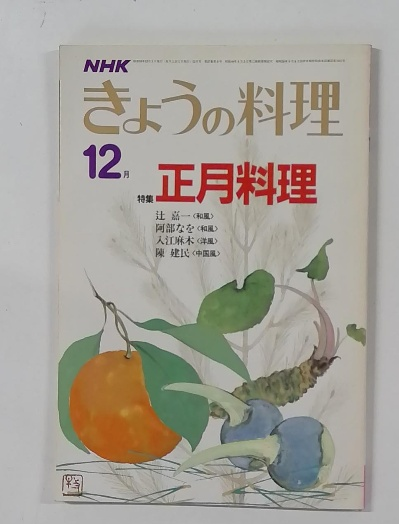 NHK
きょうの料理
12月
特集 正月料理
辻 嘉一〈和風〉
阿部なを〈和風〉
入江麻木〈洋風〉
陳 建民〈中国風〉